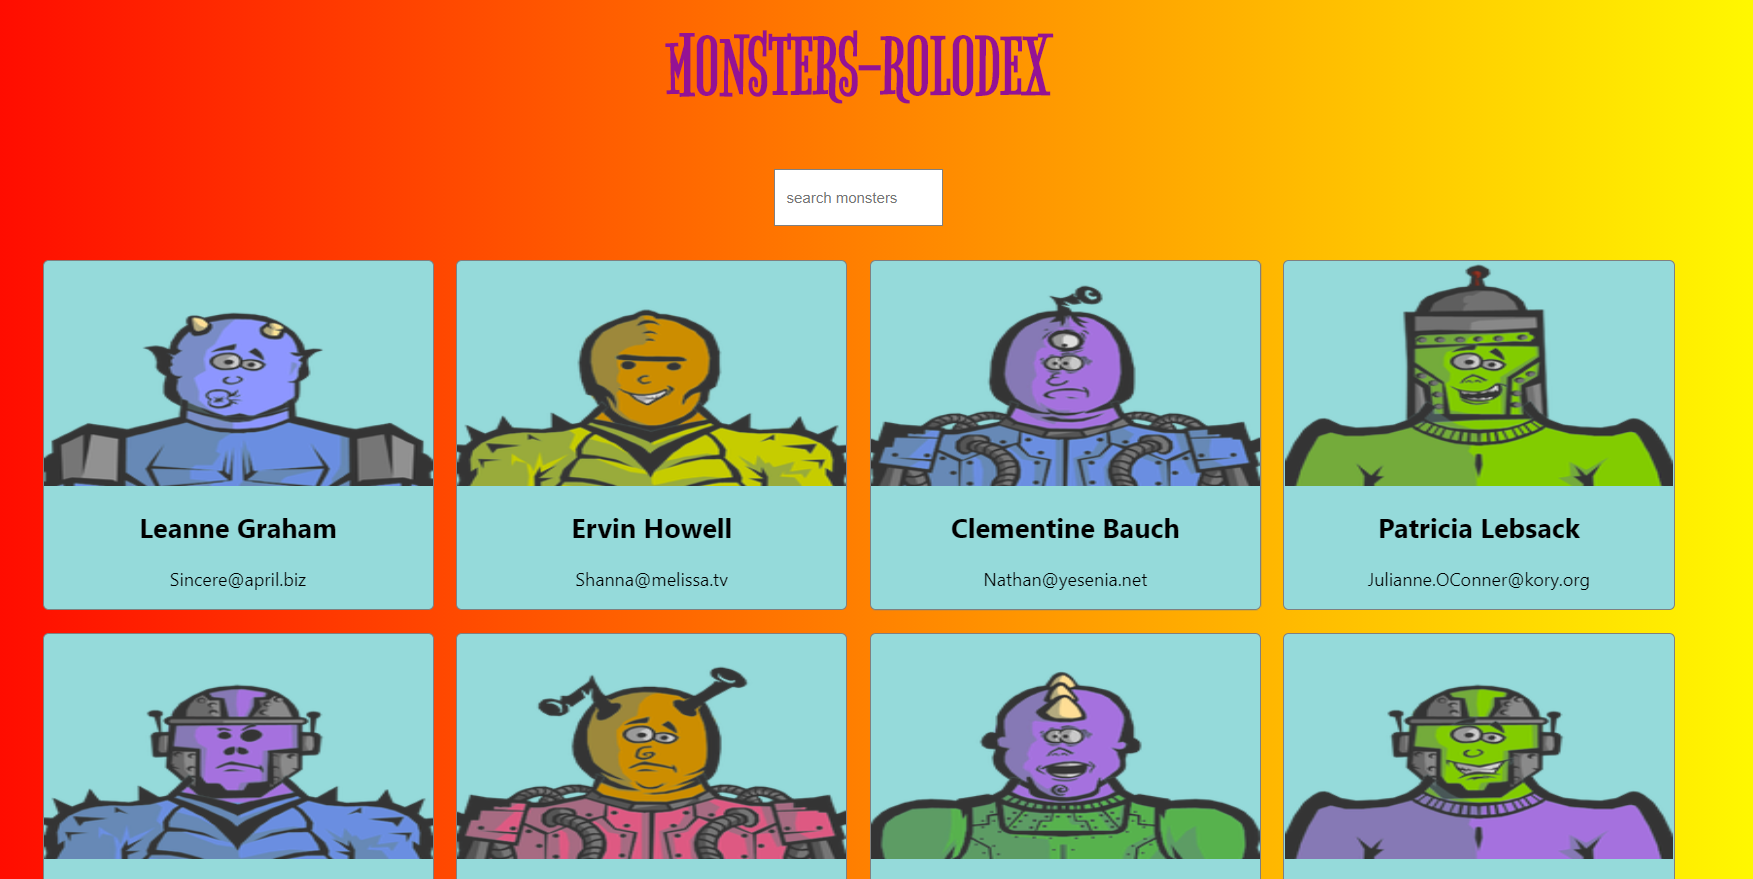 MONSTERS-ROLODEX
search monsters
Leanne Graham
Ervin Howell
Clementine Bauch
Patricia Lebsack
Sincere@april.biz
Shanna@melissa.tv
Nathan@yesenia.net
Julianne.OConner@kory.org